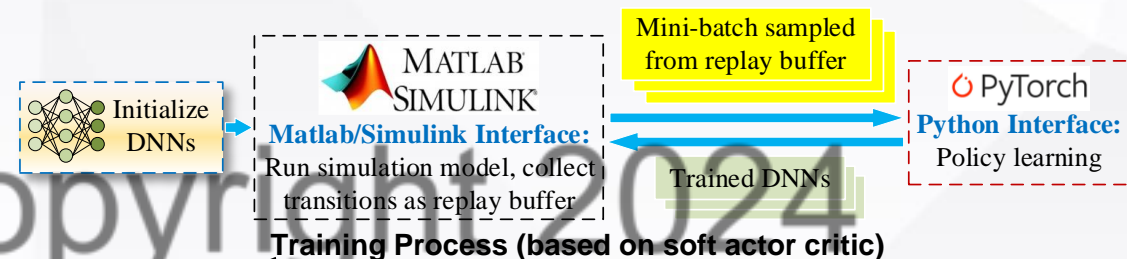 Mini-batch sampled
from replay buffer
MATLAB
SIMULINK
Initialize
DNNs
PyTorch
Matlab/Simulink Interface:
Run simulation model, collect
transitions as replay buffer
Python Interface:
Policy learning
Trained DNNs
opyright 2024
Training Process (based on soft actor critic)